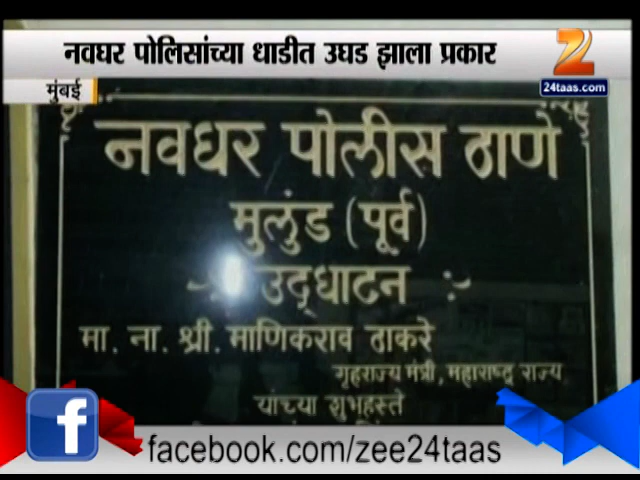 नवघर पोलिसांच्या धाडीत उघड झाला प्रकार
24taas.com
मुंबई
नवघर पोलीस ठाणे
मुलुंड (पूर्व)
उद्घाटन
मा. ना. श्री. माणिकराव ठाकरे
गृहराज्य मंत्री, महाराष्ट्र राज्य
यांच्या शुभहस्ते
facebook.com/zee24taas